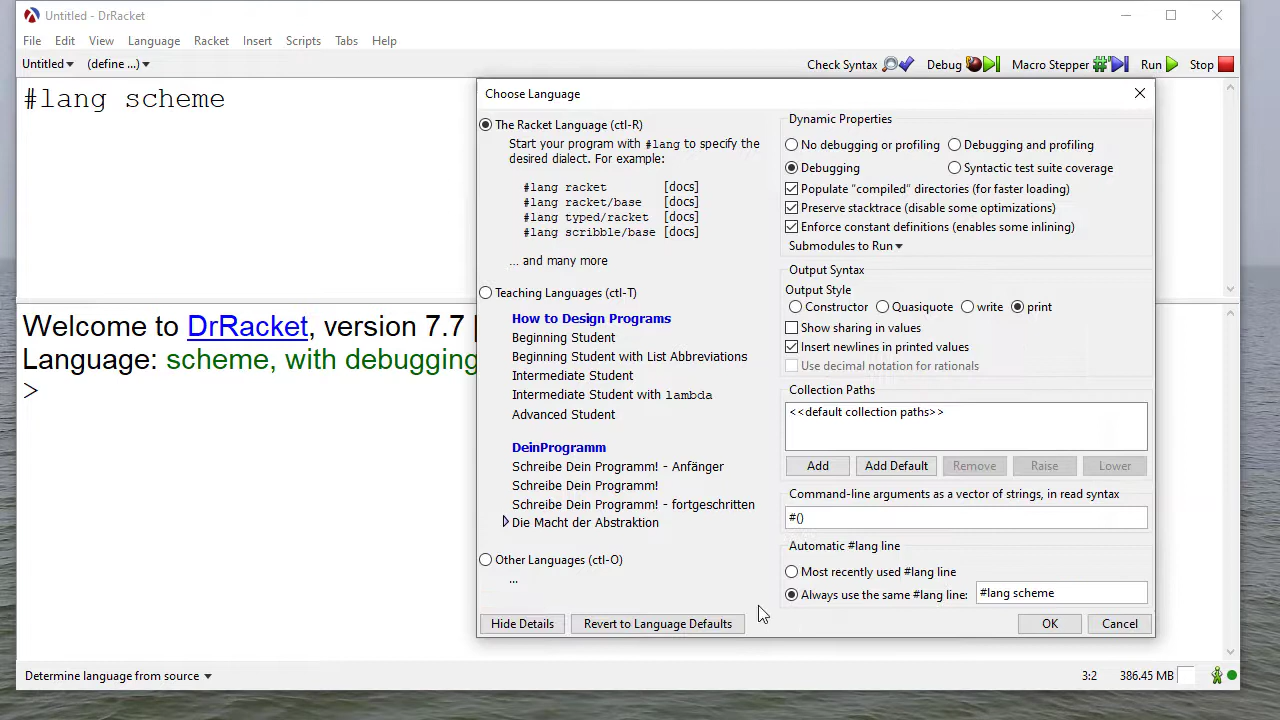 Untitled - DrRacket
File Edit View Language Racket Insert Scripts Tabs Help
Untitled (define ...) Check Syntax Debug Macro Stepper Run Stop
#lang scheme
Welcome to DrRacket, version 7.7
Language: scheme, with debugging
>
Choose Language
The Racket Language (ctl-R)
Start your program with #lang to specify the
desired dialect. For example:
#lang racket [docs]
#lang racket/base [docs]
#lang typed/racket [docs]
#lang scribble/base [docs]
... and many more
Teaching Languages (ctl-T)
How to Design Programs
Beginning Student
Beginning Student with List Abbreviations
Intermediate Student
Intermediate Student with lambda
Advanced Student
DeinProgramm
Schreibe Dein Programm! - Anfänger
Schreibe Dein Programm!
Schreibe Dein Programm! - fortgeschritten
Die Macht der Abstraktion
Other Languages (ctl-O)
...
Hide Details Revert to Language Defaults
Dynamic Properties
No debugging or profiling Debugging and profiling
Debugging Syntactic test suite coverage
Populate “compiled” directories (for faster loading)
Preserve stacktrace (disable some optimizations)
Enforce constant definitions (enables some inlining)
Submodules to Run
Output Syntax
Output Style
Constructor Quasiquote write print
Show sharing in values
Insert newlines in printed values
Use decimal notation for rationals
Collection Paths
<<default collection paths>>
Add Add Default Remove Raise Lower
Command-line arguments as a vector of strings, in read syntax
#()
Automatic #lang line
Most recently used #lang line
Always use the same #lang line: #lang scheme
OK Cancel
Determine language from source 3:2 386.45 MB